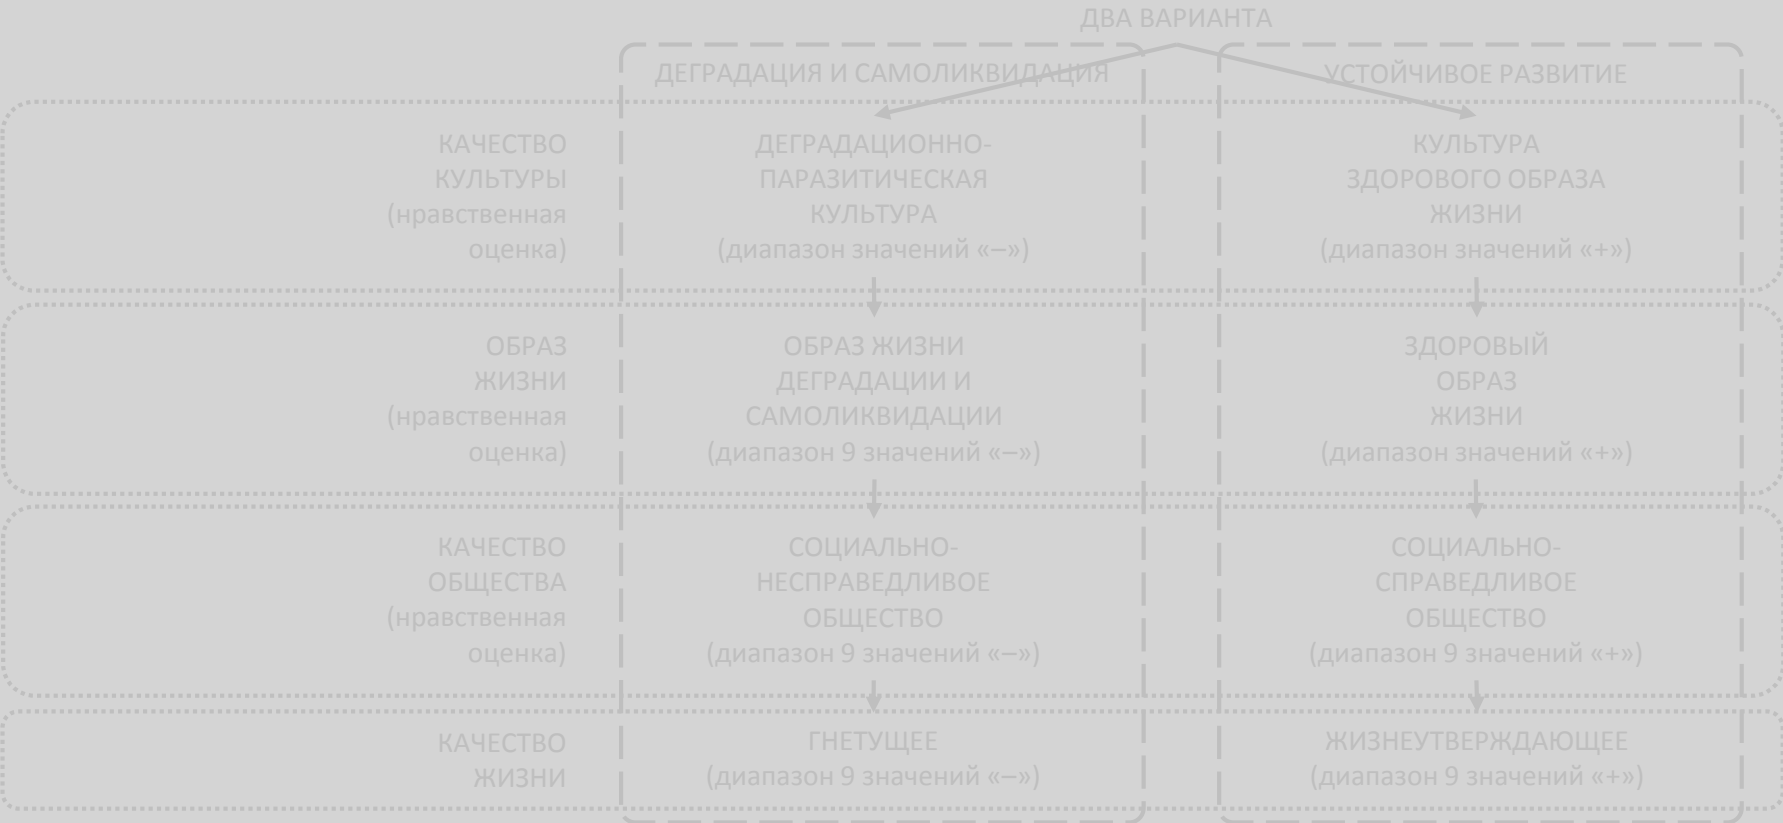 ДВА ВАРИАНТА
ДЕГРАДАЦИЯ И САМОЛИКВИДАЦИЯ
УСТОЙЧИВОЕ РАЗВИТИЕ
КАЧЕСТВО
КУЛЬТУРЫ
(нравственная
оценка)
ДЕГРАДАЦИОННО-
ПАРАЗИТИЧЕСКАЯ
КУЛЬТУРА
(диапазон значений «–»)
КУЛЬТУРА
ЗДОРОВОГО ОБРАЗА
ЖИЗНИ
(диапазон значений «+»)
ОБРАЗ
ЖИЗНИ
(нравственная
оценка)
ОБРАЗ ЖИЗНИ
ДЕГРАДАЦИИ И
САМОЛИКВИДАЦИИ
(диапазон 9 значений «–»)
ЗДОРОВЫЙ
ОБРАЗ
ЖИЗНИ
(диапазон значений «+»)
КАЧЕСТВО
ОБЩЕСТВА
(нравственная
оценка)
СОЦИАЛЬНО-
НЕСПРАВЕДЛИВОЕ
ОБЩЕСТВО
(диапазон 9 значений «–»)
СОЦИАЛЬНО-
СПРАВЕДЛИВОЕ
ОБЩЕСТВО
(диапазон 9 значений «+»)
КАЧЕСТВО
ЖИЗНИ
ГНЕТУЩЕЕ
(диапазон 9 значений «–»)
ЖИЗНЕУТВЕРЖДАЮЩЕЕ
(диапазон 9 значений «+»)